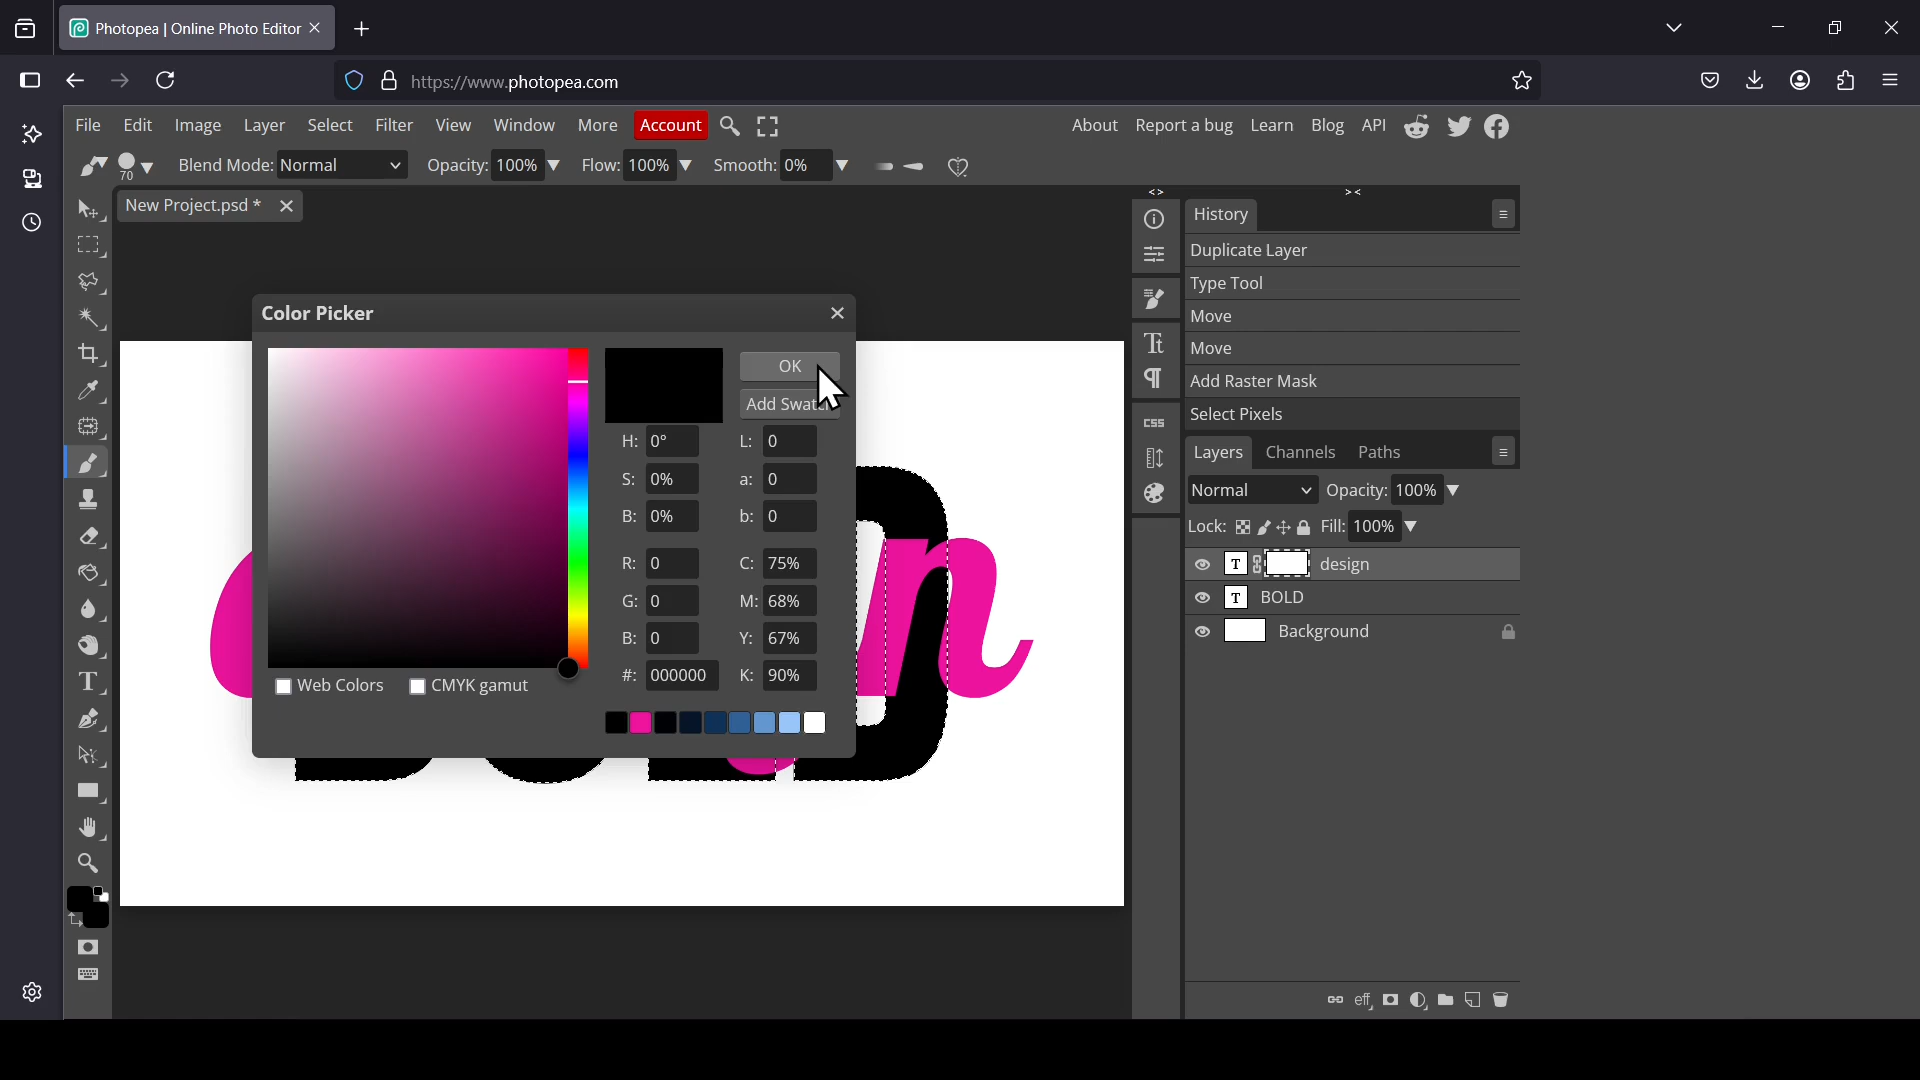 Photopea | Online Photo Editor
https://www.photopea.com
File Edit Image Layer Select Filter View Window More Account About Report a bug Learn Blog API
70 Blend Mode: Normal Opacity: 100% Flow: 100% Smooth: 0%
New Project.psd *
History
Duplicate Layer
Type Tool
Move
Move
Add Raster Mask
Select Pixels
Color Picker
OK
Add Swatch
H: 0° L: 0
S: 0% a: 0
B: 0% b: 0
R: 0 C: 75%
G: 0 M: 68%
B: 0 Y: 67%
#: 000000 K: 90%
Web Colors CMYK gamut
CSS
Layers Channels Paths
Normal Opacity: 100%
Lock: Fill: 100%
T design
T BOLD
Background
eff